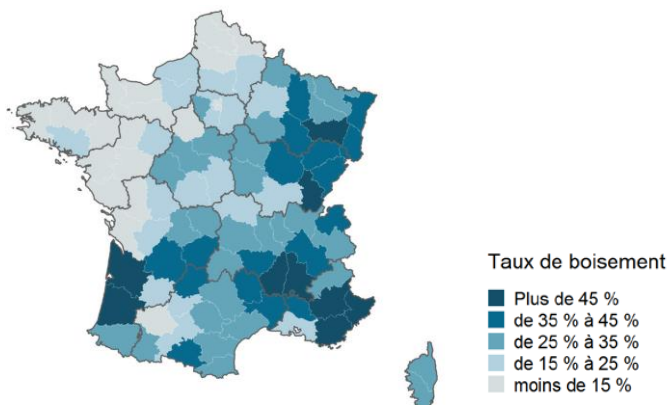 Taux de boisement
Plus de 45 %
de 35 % à 45 %
de 25 % à 35 %
de 15 % à 25 %
moins de 15 %